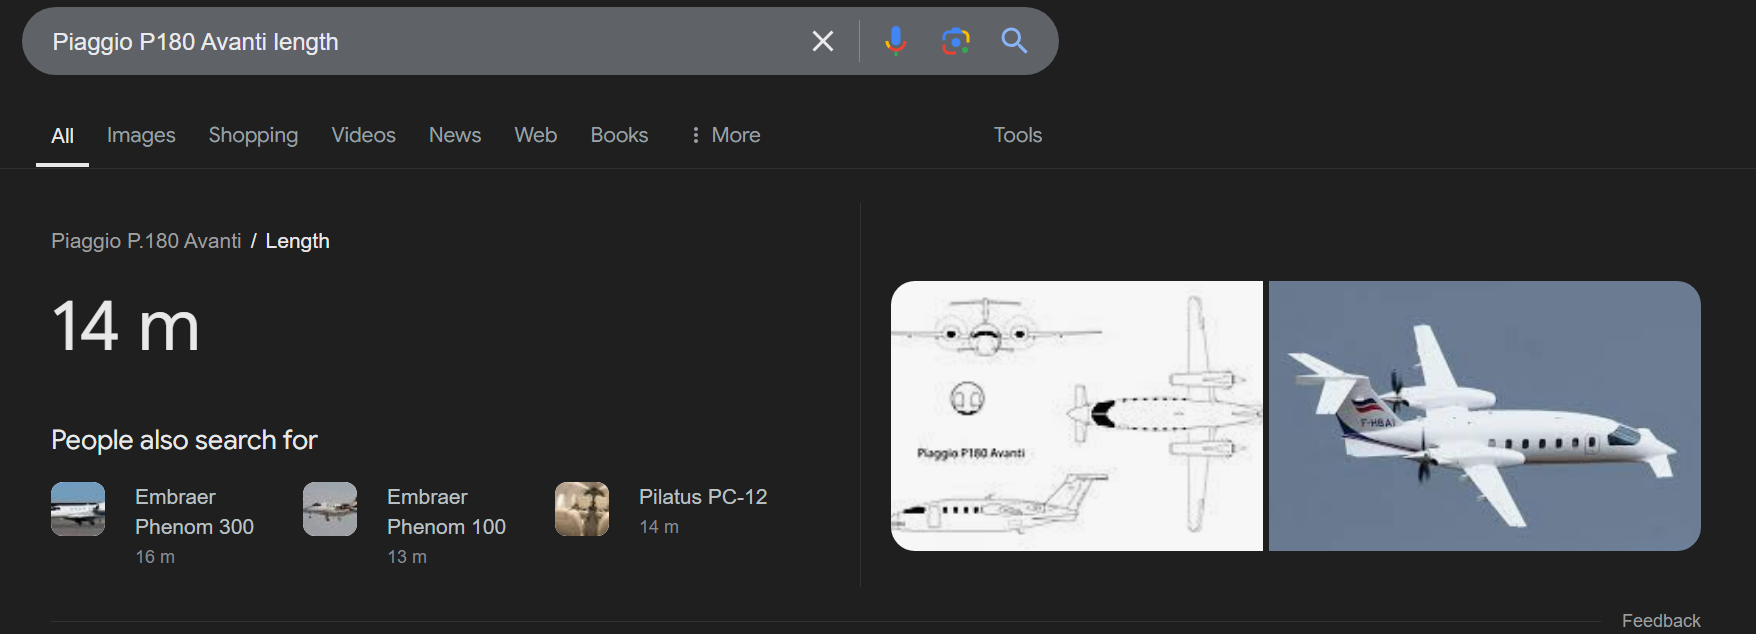 Piaggio P180 Avanti length
All Images Shopping Videos News Web Books More Tools
Piaggio P.180 Avanti / Length
14 m
People also search for
Embraer
Phenom 300
16 m
Embraer
Phenom 100
13 m
Pilatus PC-12
14 m
Piaggio P180 Avanti
F-HBAI
Feedback